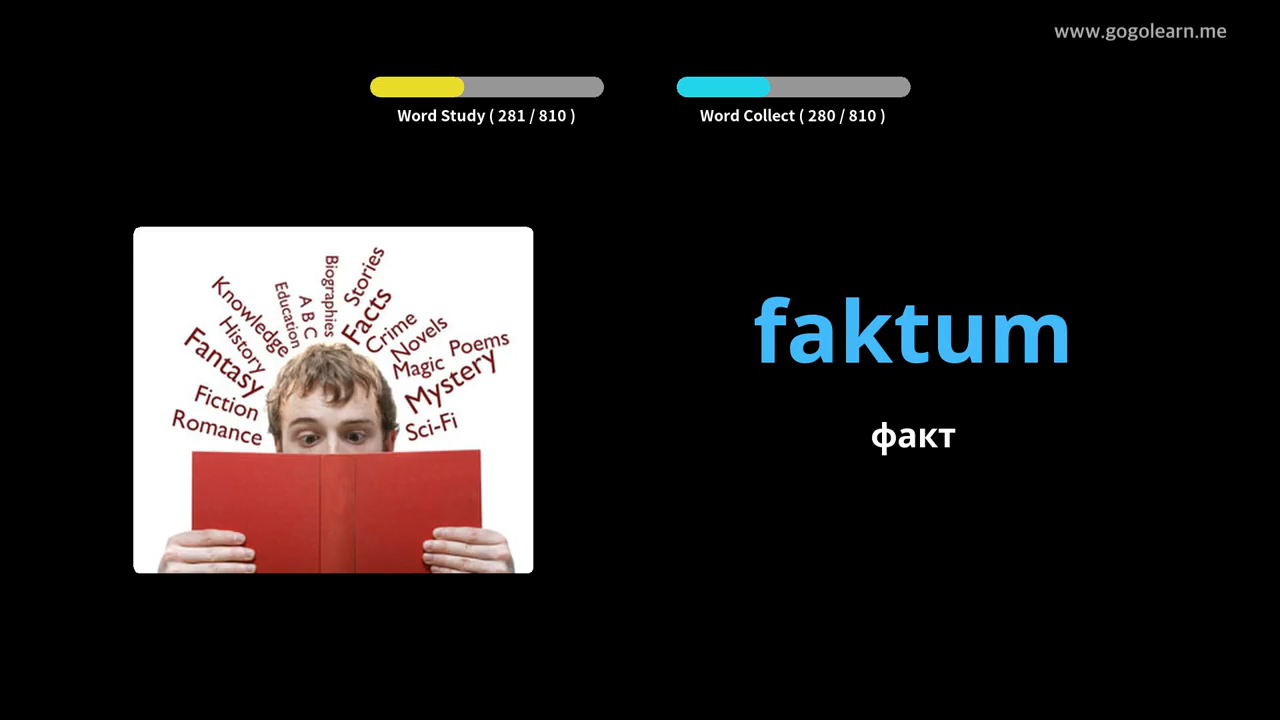 www.gogolearn.me
Word Study ( 281 / 810 )
Word Collect ( 280 / 810 )
Knowledge
Education
A B C
Biographies
Stories
Facts
History
Crime
Novels
Poems
Fantasy
Magic
Mystery
Fiction
Romance
Sci-Fi
faktum
факт